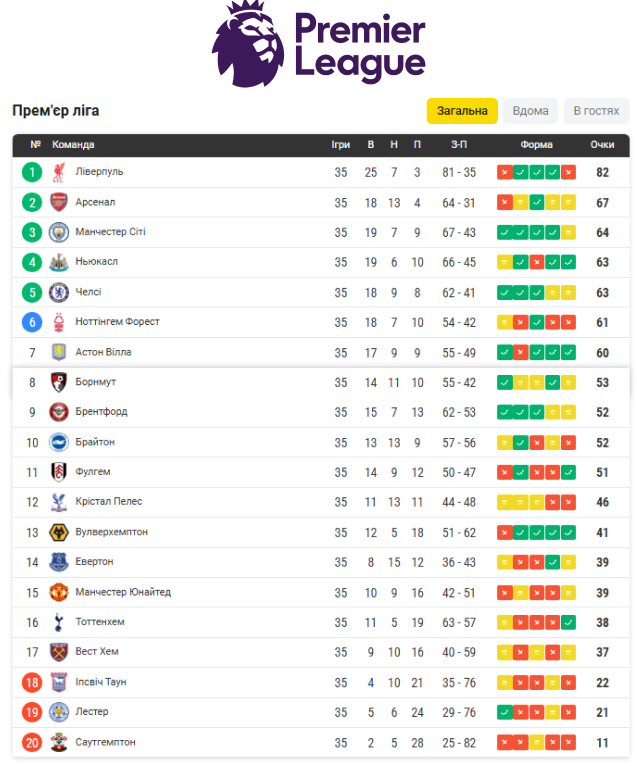 Premier
League
Прем'єр ліга Загальна Вдома В гостях
№ Команда Ігри В Н П З-П Форма Очки
1 Ліверпуль 35 25 7 3 81 - 35 82
2 Арсенал 35 18 13 4 64 - 31 67
3 Манчестер Сіті 35 19 7 9 67 - 43 64
4 Ньюкасл 35 19 6 10 66 - 45 63
5 Челсі 35 18 9 8 62 - 41 63
6 Ноттінгем Форест 35 18 7 10 54 - 42 61
7 Астон Вілла 35 17 9 9 55 - 49 60
8 Борнмут 35 14 11 10 55 - 42 53
9 Брентфорд 35 15 7 13 62 - 53 52
10 Брайтон 35 13 13 9 57 - 56 52
11 Фулгем 35 14 9 12 50 - 47 51
12 Крістал Пелес 35 11 13 11 44 - 48 46
13 Вулверхемптон 35 12 5 18 51 - 62 41
14 Евертон 35 8 15 12 36 - 43 39
15 Манчестер Юнайтед 35 10 9 16 42 - 51 39
16 Тоттенхем 35 11 5 19 63 - 57 38
17 Вест Хем 35 9 10 16 40 - 59 37
18 Іпсвіч Таун 35 4 10 21 35 - 76 22
19 Лестер 35 5 6 24 29 - 76 21
20 Саутгемптон 35 2 5 28 25 - 82 11